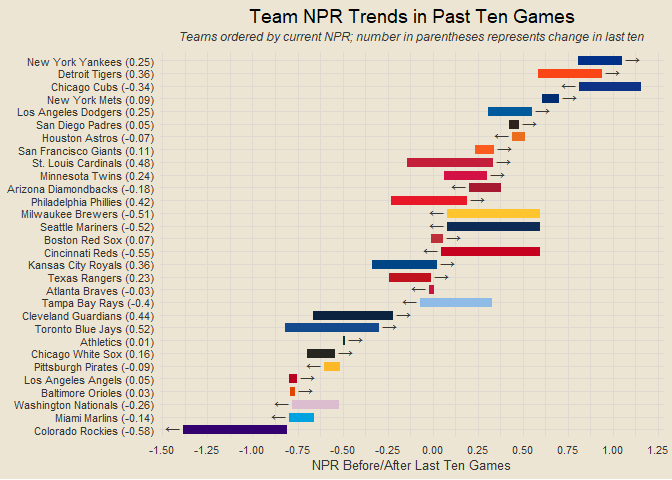 Team NPR Trends in Past Ten Games
Teams ordered by current NPR; number in parentheses represents change in last ten
New York Yankees (0.25)
Detroit Tigers (0.36)
Chicago Cubs (-0.34)
New York Mets (0.09)
Los Angeles Dodgers (0.25)
San Diego Padres (0.05)
Houston Astros (-0.07)
San Francisco Giants (0.11)
St. Louis Cardinals (0.48)
Minnesota Twins (0.24)
Arizona Diamondbacks (-0.18)
Philadelphia Phillies (0.42)
Milwaukee Brewers (-0.51)
Seattle Mariners (-0.52)
Boston Red Sox (0.07)
Cincinnati Reds (-0.55)
Kansas City Royals (0.36)
Texas Rangers (0.23)
Atlanta Braves (-0.03)
Tampa Bay Rays (-0.4)
Cleveland Guardians (0.44)
Toronto Blue Jays (0.52)
Athletics (0.01)
Chicago White Sox (0.16)
Pittsburgh Pirates (-0.09)
Los Angeles Angels (0.05)
Baltimore Orioles (0.03)
Washington Nationals (-0.26)
Miami Marlins (-0.14)
Colorado Rockies (-0.58)
-1.50 -1.25 -1.00 -0.75 -0.50 -0.25 0.00 0.25 0.50 0.75 1.00 1.25
NPR Before/After Last Ten Games